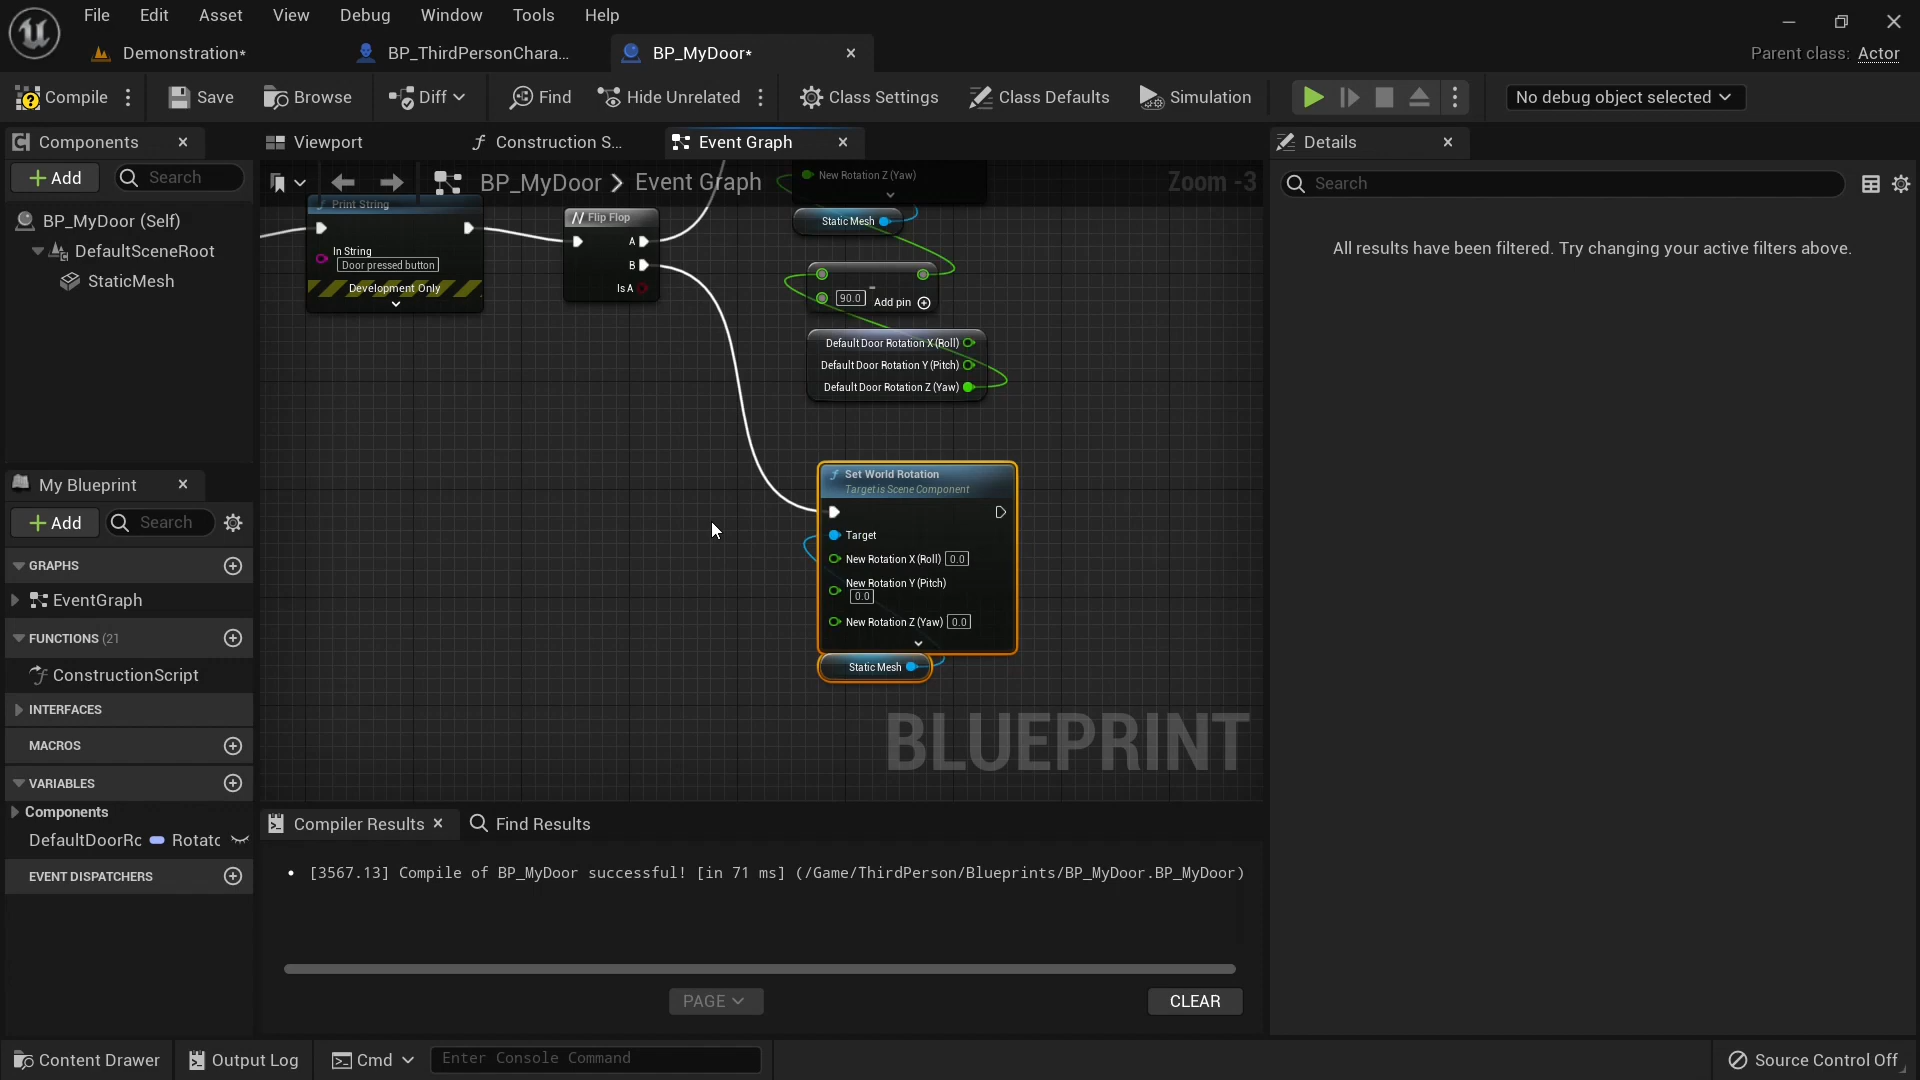 File Edit Asset View Debug Window Tools Help
Demonstration* BP_ThirdPersonChara... BP_MyDoor* Parent class: Actor
Compile Save Browse Diff Find Hide Unrelated Class Settings Class Defaults Simulation No debug object selected
Components Viewport Construction S... Event Graph Details
Add Search BP_MyDoor Event Graph Zoom -3 Search
BP_MyDoor (Self)
DefaultSceneRoot
StaticMesh
All results have been filtered. Try changing your active filters above.
Print String
In String
Door pressed button
Development Only
Flip Flop
A
B
Is A
New Rotation Z (Yaw)
Static Mesh
-
90.0 Add pin
Default Door Rotation X (Roll)
Default Door Rotation Y (Pitch)
Default Door Rotation Z (Yaw)
Set World Rotation
Target is Scene Component
Target
New Rotation X (Roll) 0.0
New Rotation Y (Pitch)
0.0
New Rotation Z (Yaw) 0.0
Static Mesh
BLUEPRINT
My Blueprint
Add Search
GRAPHS
EventGraph
FUNCTIONS (21
ConstructionScript
INTERFACES
MACROS
VARIABLES
Components
DefaultDoorRc Rotatc
EVENT DISPATCHERS
Compiler Results Find Results
[3567.13] Compile of BP_MyDoor successful! [in 71 ms] (/Game/ThirdPerson/Blueprints/BP_MyDoor.BP_MyDoor)
PAGE CLEAR
Content Drawer Output Log Cmd Enter Console Command Source Control Off